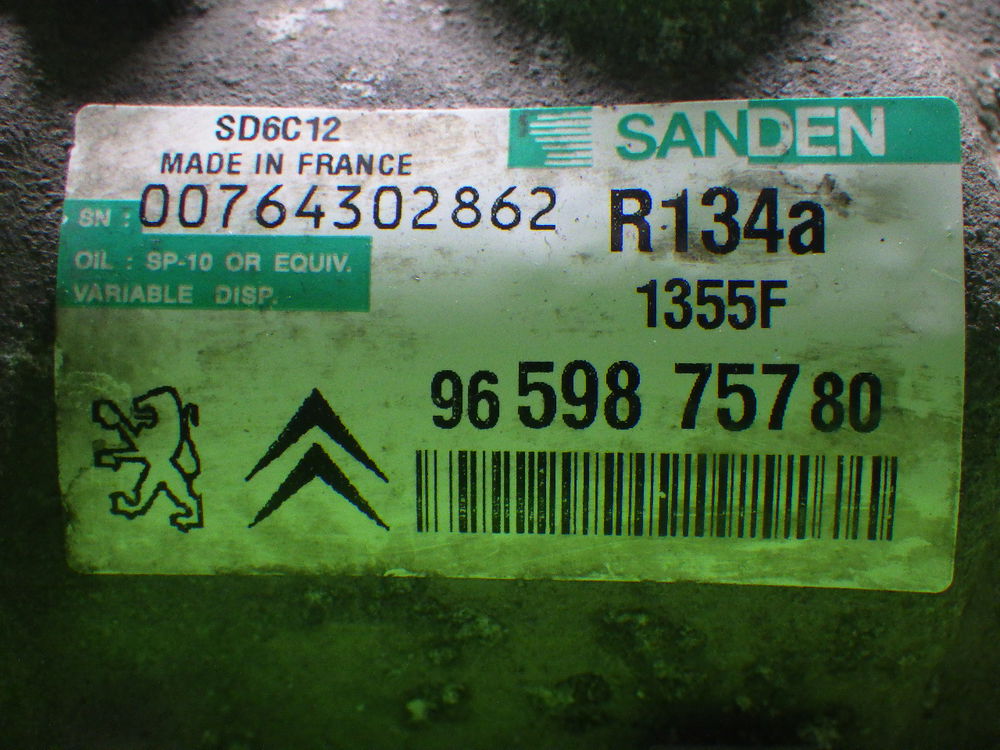 SD6C12
SANDEN
MADE IN FRANCE
SN : 00764302862
R134a
OIL : SP-10 OR EQUIV.
VARIABLE DISP.
1355F
96 598 757 80